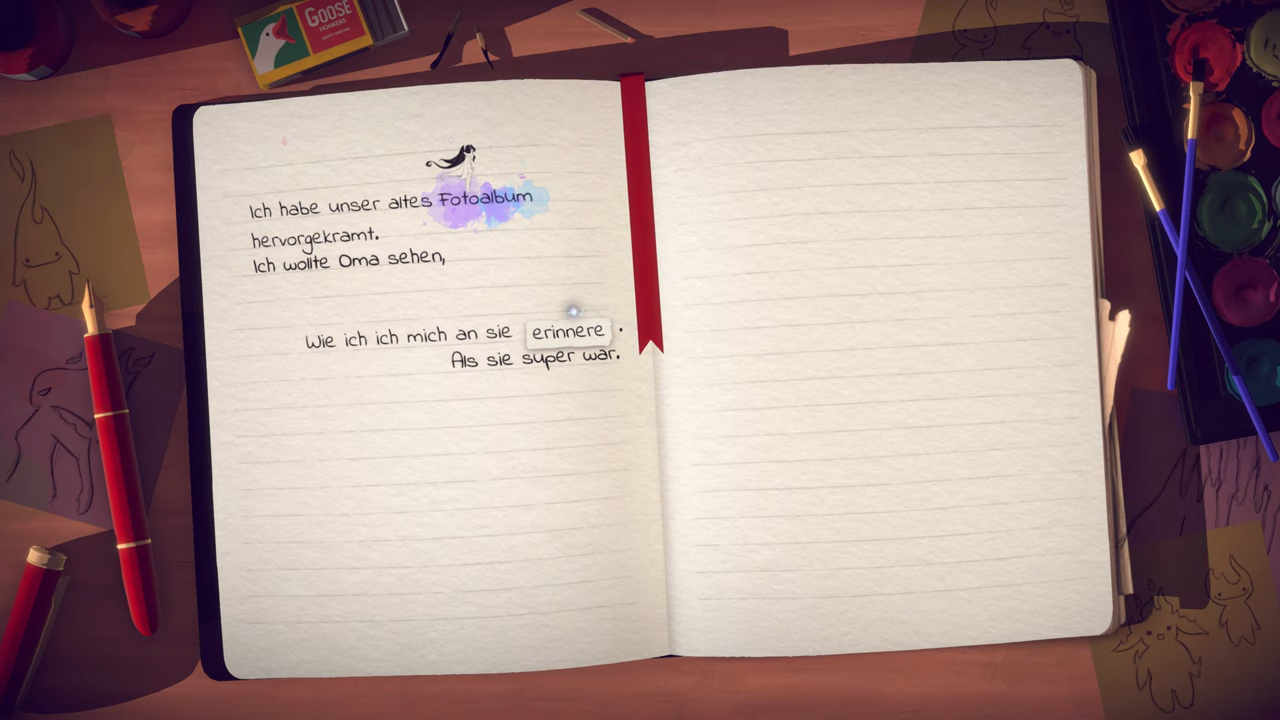 GOOSE
HONKERS
Ich habe unser altes Fotoalbum
hervorgekramt.
Ich wollte Oma sehen,
Wie ich ich mich an sie erinnere .
Als sie super war.